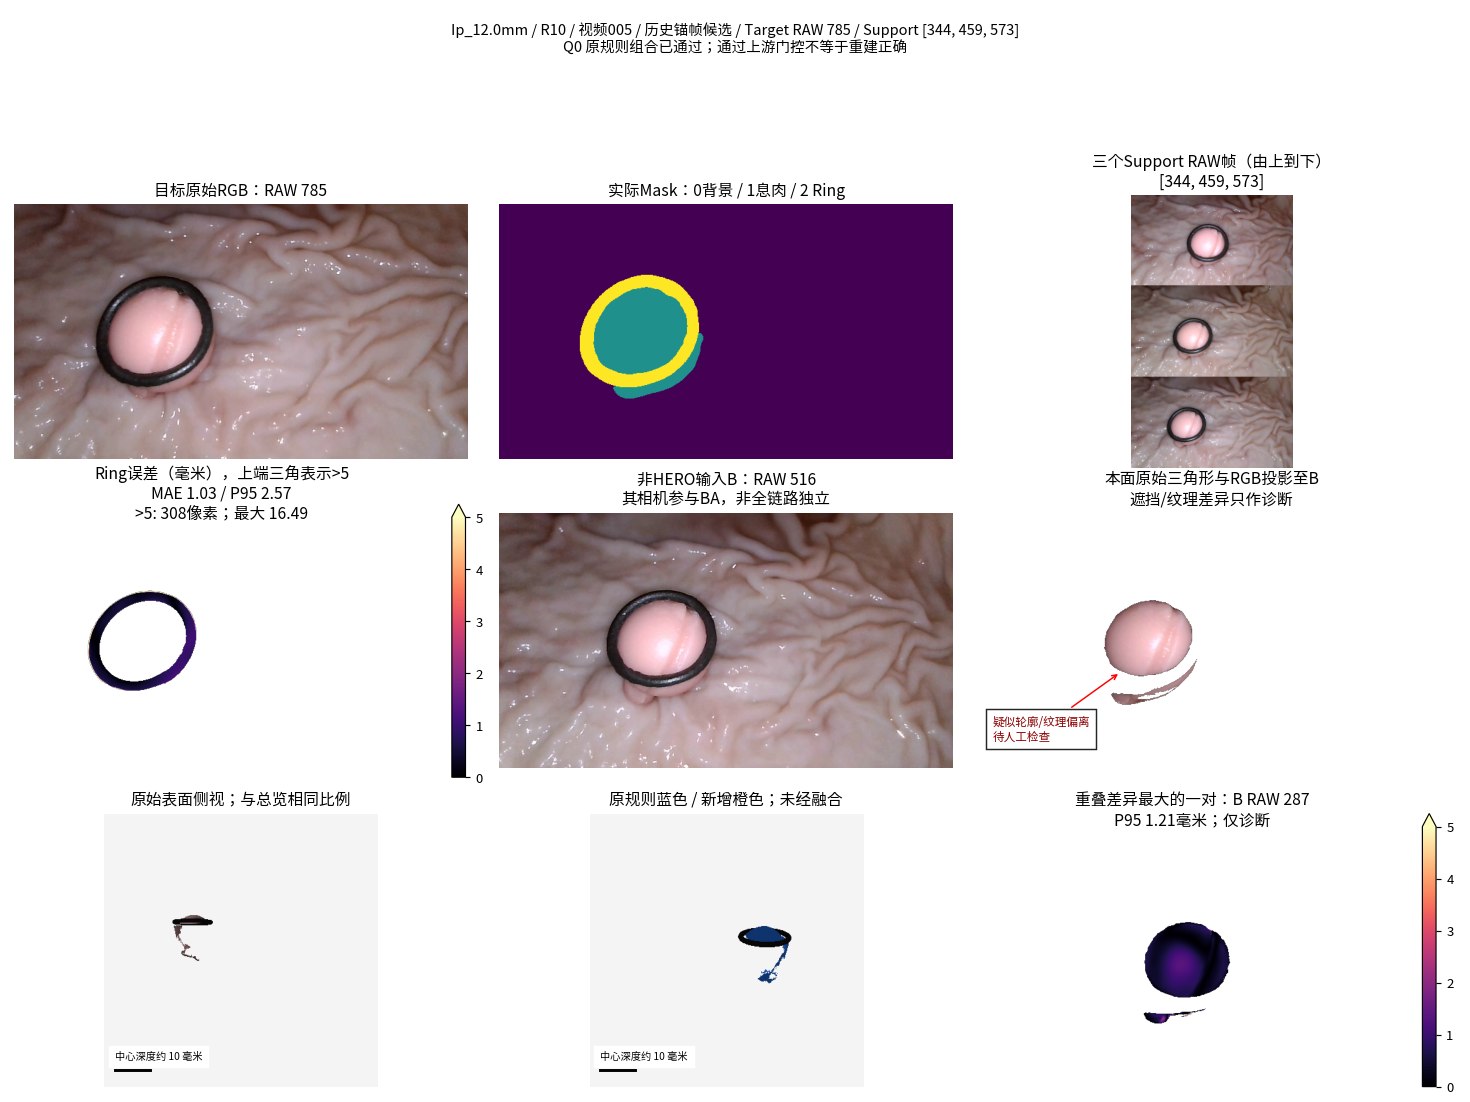 Ip_12.0mm / R10 / 视频005 / 历史锚帧候选 / Target RAW 785 / Support [344, 459, 573]
Q0 原规则组合已通过；通过上游门控不等于重建正确
目标原始RGB：RAW 785
实际Mask：0背景 / 1息肉 / 2 Ring
三个Support RAW帧（由上到下）
[344, 459, 573]
Ring误差（毫米），上端三角表示>5
MAE 1.03 / P95 2.57
>5: 308像素；最大 16.49
5
4
3
2
1
0
非HERO输入B：RAW 516
其相机参与BA，非全链路独立
本面原始三角形与RGB投影至B
遮挡/纹理差异只作诊断
疑似轮廓/纹理偏离
待人工检查
原始表面侧视；与总览相同比例
中心深度约 10 毫米
原规则蓝色 / 新增橙色；未经融合
中心深度约 10 毫米
重叠差异最大的一对：B RAW 287
P95 1.21毫米；仅诊断
5
4
3
2
1
0